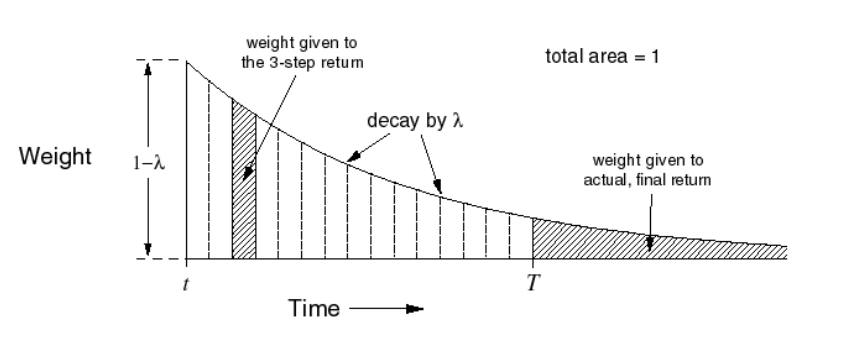 weight given to
the 3-step return
total area = 1
decay by λ
Weight
1−λ
weight given to
actual, final return
t
T
Time